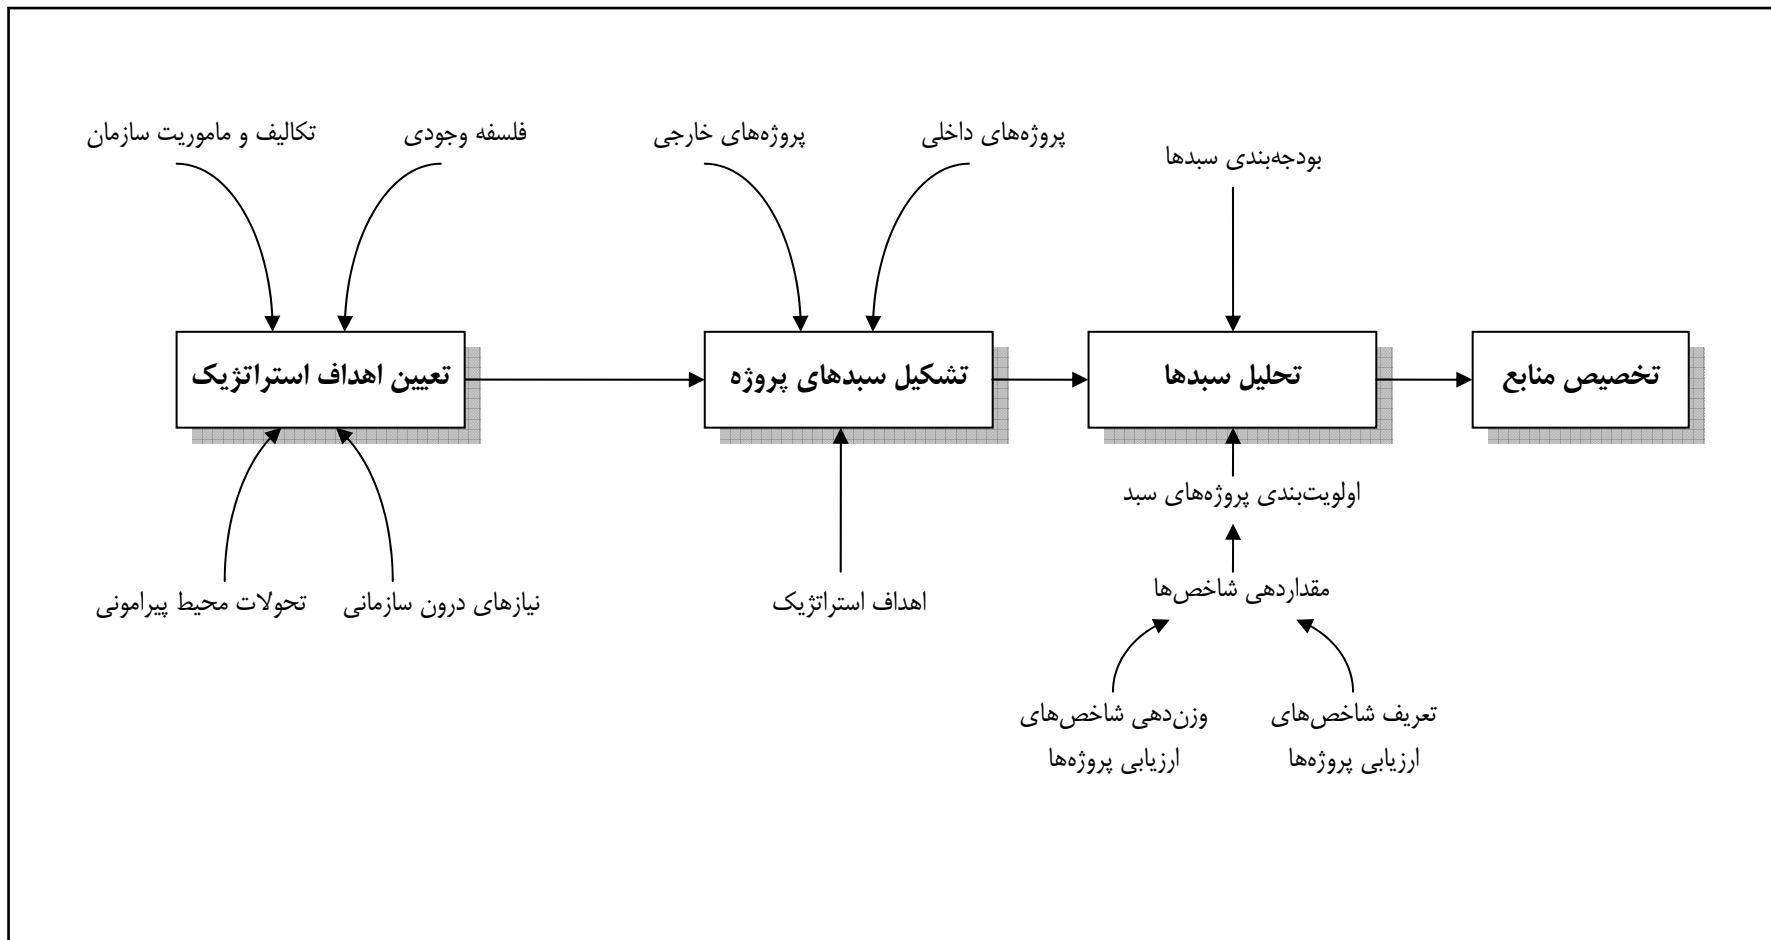 تکالیف و ماموریت سازمان
فلسفه وجودی
پروژه‌های خارجی
پروژه‌های داخلی
بودجه‌بندی سبدها
تعیین اهداف استراتژیک
تشکیل سبدهای پروژه
تحلیل سبدها
تخصیص منابع
اولویت‌بندی پروژه‌های سبد
تحولات محیط پیرامونی
نیازهای درون سازمانی
اهداف استراتژیک
مقداردهی شاخص‌ها
وزن‌دهی شاخص‌های
ارزیابی پروژه‌ها
تعریف شاخص‌های
ارزیابی پروژه‌ها